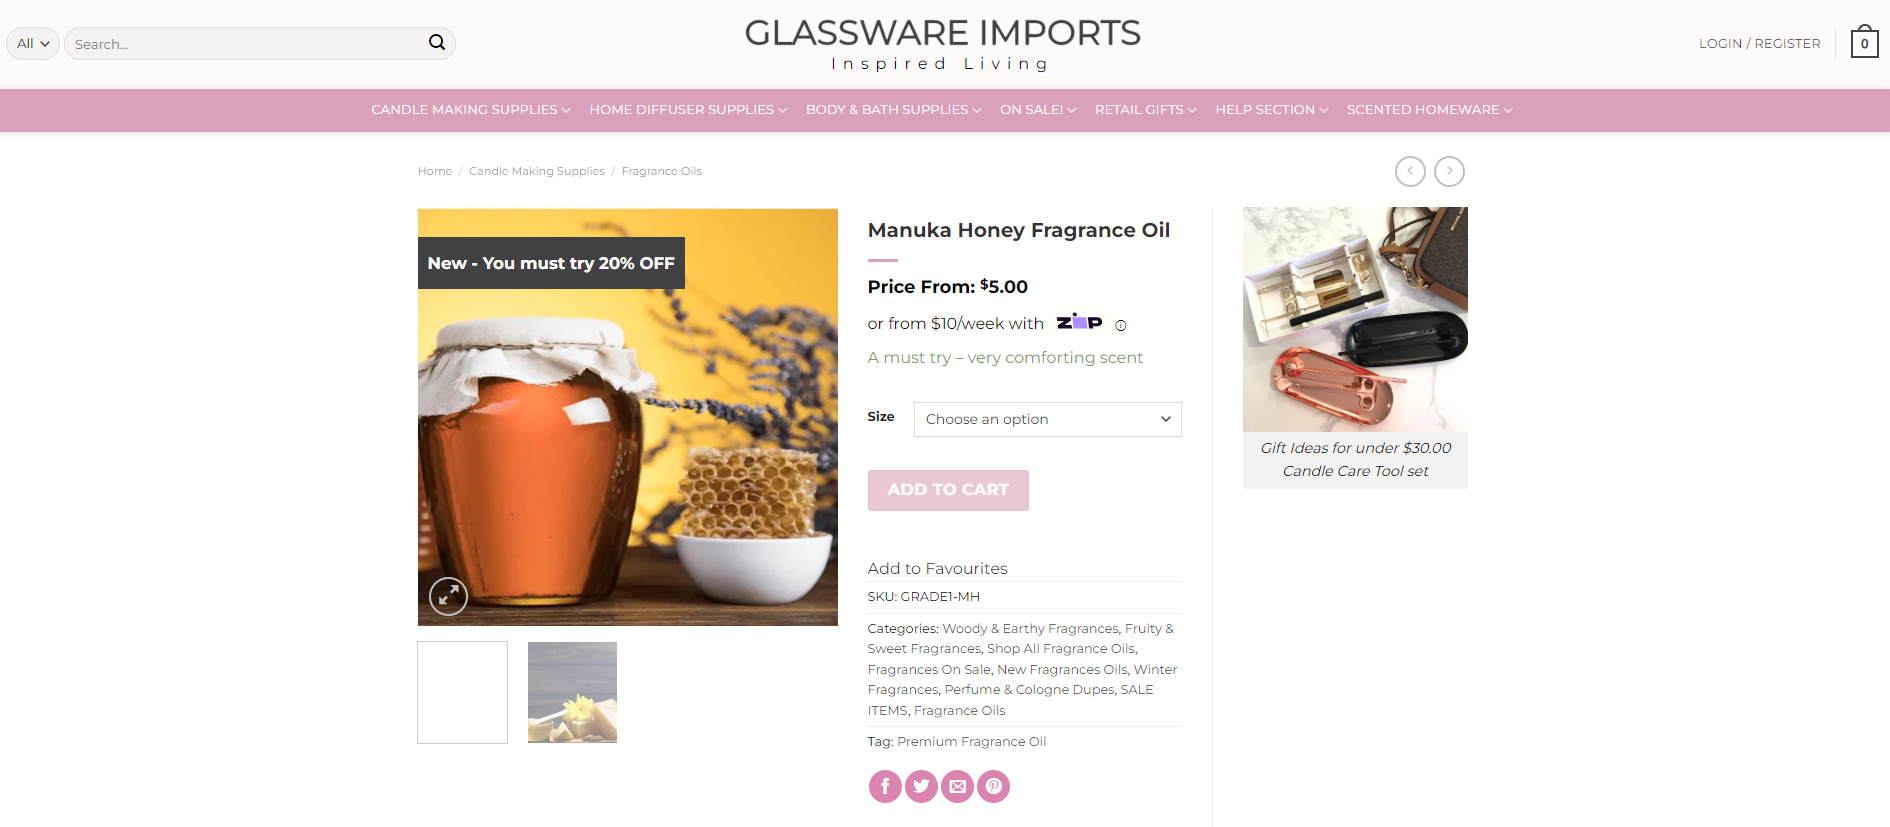 All
Search...
GLASSWARE IMPORTS
Inspired Living
LOGIN / REGISTER
0
CANDLE MAKING SUPPLIES
HOME DIFFUSER SUPPLIES
BODY & BATH SUPPLIES
ON SALE!
RETAIL GIFTS
HELP SECTION
SCENTED HOMEWARE
Home / Candle Making Supplies / Fragrance Oils
New - You must try 20% OFF
Manuka Honey Fragrance Oil
Price From: $5.00
or from $10/week with ZIP
A must try – very comforting scent
Size
Choose an option
ADD TO CART
Add to Favourites
SKU: GRADE1-MH
Categories: Woody & Earthy Fragrances, Fruity &
Sweet Fragrances, Shop All Fragrance Oils,
Fragrances On Sale, New Fragrances Oils, Winter
Fragrances, Perfume & Cologne Dupes, SALE
ITEMS, Fragrance Oils
Tag: Premium Fragrance Oil
Gift Ideas for under $30.00
Candle Care Tool set